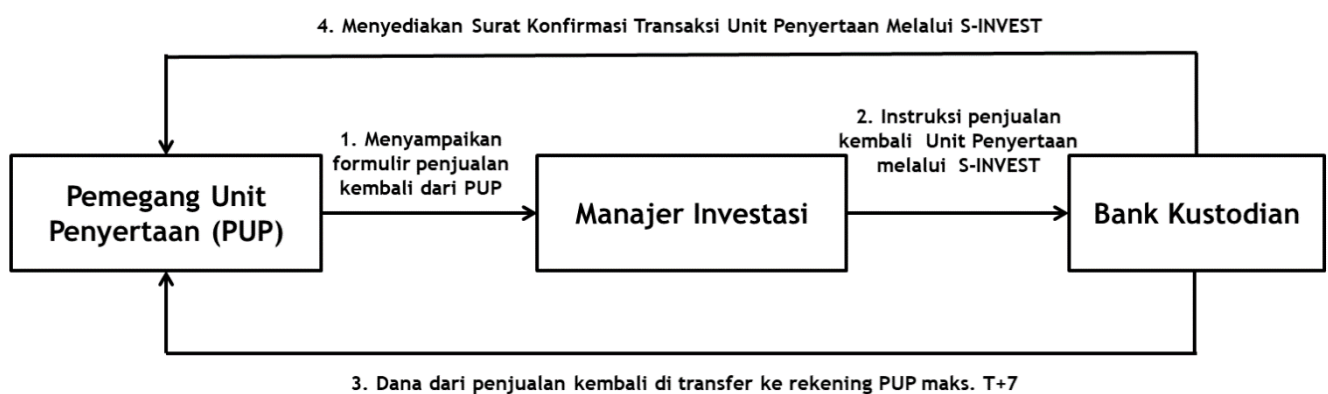 4. Menyediakan Surat Konfirmasi Transaksi Unit Penyertaan Melalui S-INVEST
1. Menyampaikan
formulir penjualan
kembali dari PUP
2. Instruksi penjualan
kembali Unit Penyertaan
melalui S-INVEST
Pemegang Unit
Penyertaan (PUP)
Manajer Investasi
Bank Kustodian
3. Dana dari penjualan kembali di transfer ke rekening PUP maks. T+7